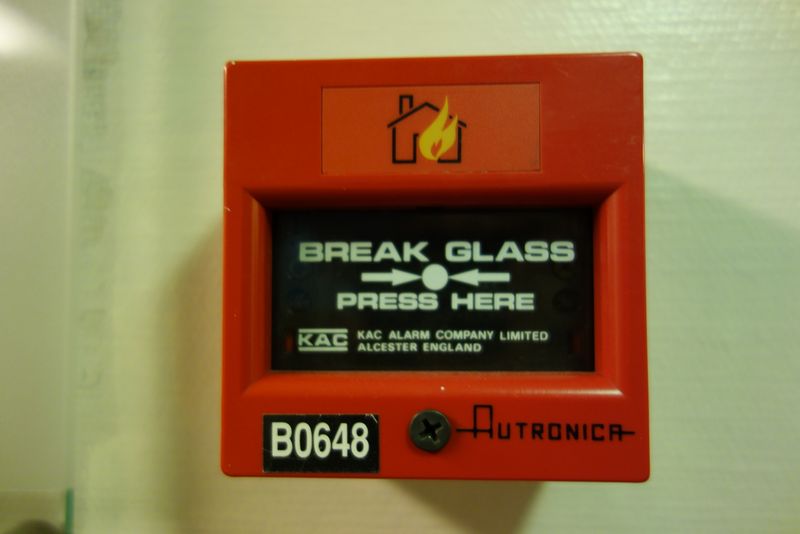 BREAK GLASS
PRESS HERE
KAC KAC ALARM COMPANY LIMITED
ALCESTER ENGLAND
B0648
AUTRONICA